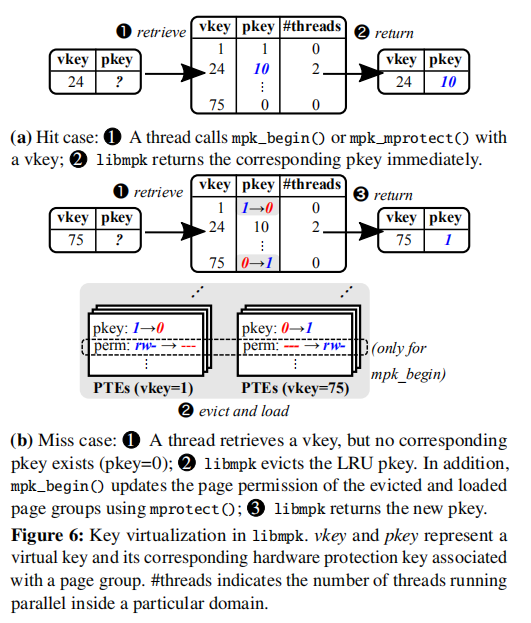 ❶ retrieve
vkey pkey #threads
❷ return
1 1 0
vkey pkey
24 ?
24 10 2
vkey pkey
24 10
⋮
75 0 0
(a) Hit case: ❶ A thread calls mpk_begin() or mpk_mprotect() with
a vkey; ❷ libmpk returns the corresponding pkey immediately.
❶ retrieve
vkey pkey #threads
❸ return
1 1→0 0
vkey pkey
75 ?
24 10 2
vkey pkey
75 1
⋮
75 0→1 0
pkey: 1→0
perm: rw- → ---
⋮
PTEs (vkey=1)
pkey: 0→1
perm: --- → rw-
⋮
PTEs (vkey=75)
(only for
mpk_begin)
❷ evict and load
(b) Miss case: ❶ A thread retrieves a vkey, but no corresponding
pkey exists (pkey=0); ❷ libmpk evicts the LRU pkey. In addition,
mpk_begin() updates the page permission of the evicted and loaded
page groups using mprotect(); ❸ libmpk returns the new pkey.
Figure 6: Key virtualization in libmpk. vkey and pkey represent a
virtual key and its corresponding hardware protection key associated
with a page group. #threads indicates the number of threads running
parallel inside a particular domain.